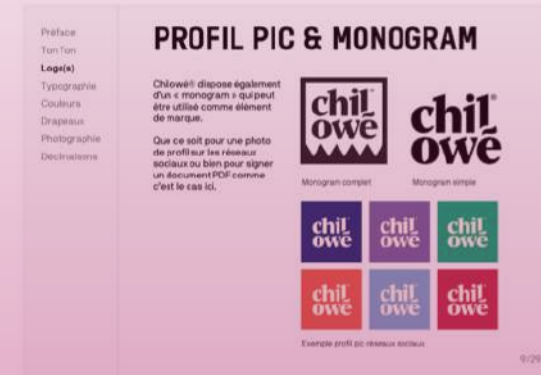 Préface
Ton Ton
Logo(s)
Typographie
Couleurs
Drapeaux
Photographie
Déclinaisons
PROFIL PIC & MONOGRAM
Chilowé® dispose également
d'un « monogram » qui peut
être utilisé comme élément
de marque.
Que ce soit pour une photo
de profil sur les réseaux
sociaux ou bien pour signer
un document PDF comme
c'est le cas ici.
chil
owé
Monogram complet
chil®
owé
Monogram simple
chil
owé
chil
owé
chil
owé
chil
owé
chil
owé
chil
owé
Exemple profil pic réseaux sociaux
9/29